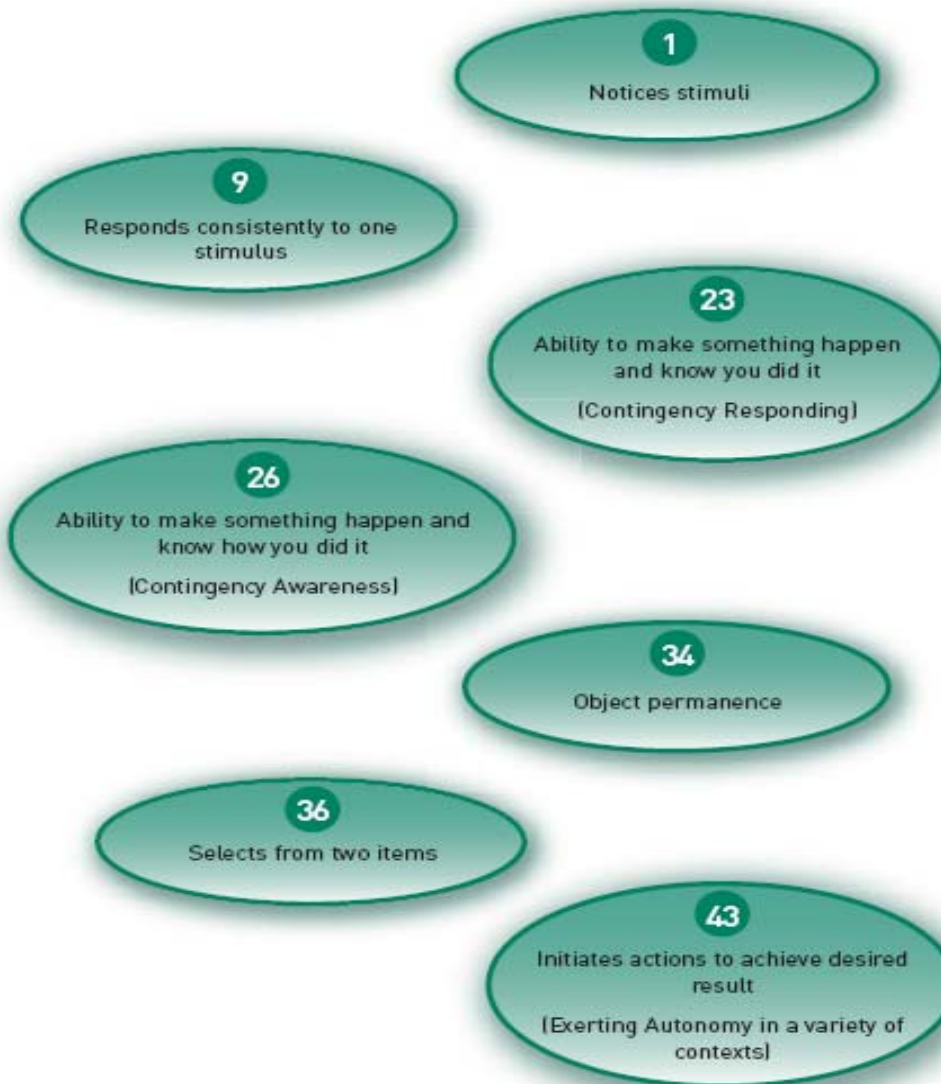 1
Notices stimuli
9
Responds consistently to one
stimulus
23
Ability to make something happen
and know you did it
(Contingency Responding)
26
Ability to make something happen and
know how you did it
(Contingency Awareness)
34
Object permanence
36
Selects from two items
43
Initiates actions to achieve desired
result
(Exerting Autonomy in a variety of
contexts)